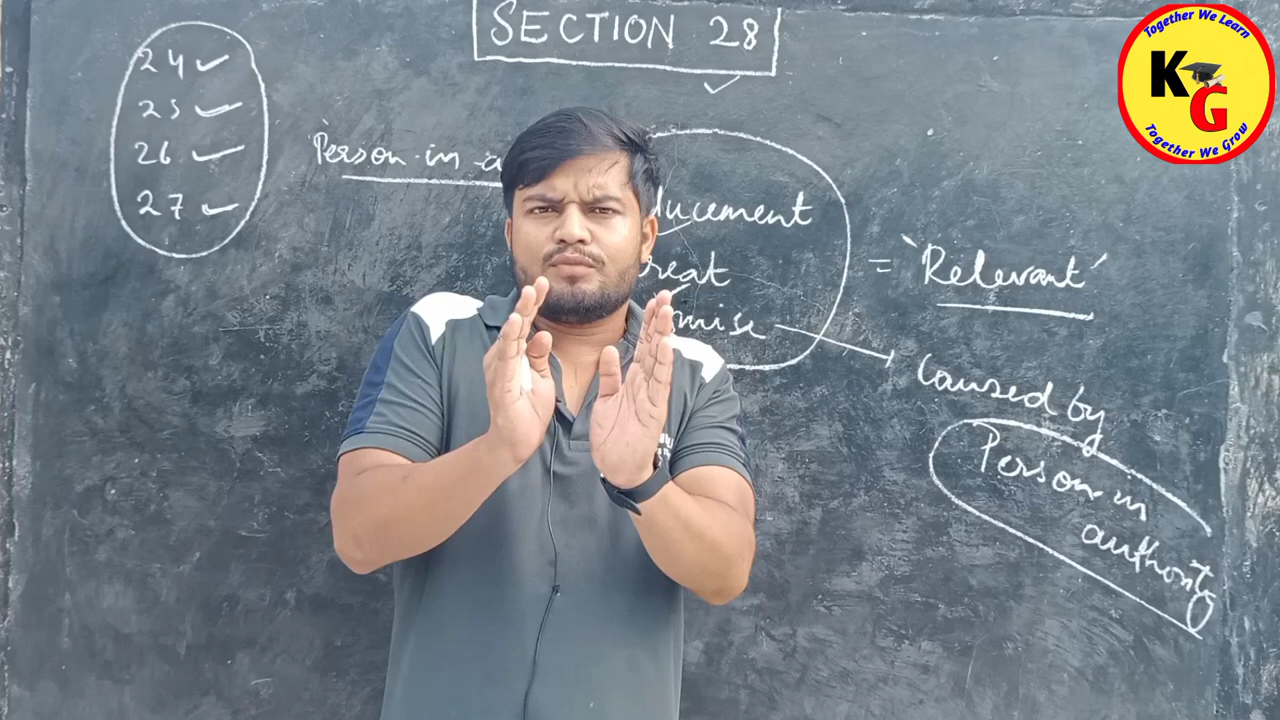 SECTION 28
24
25
26
27
Person in
ducement
reat
mise
= 'Relevant'
Caused by
Person in
authority
Together We Learn
KG
Together We Grow